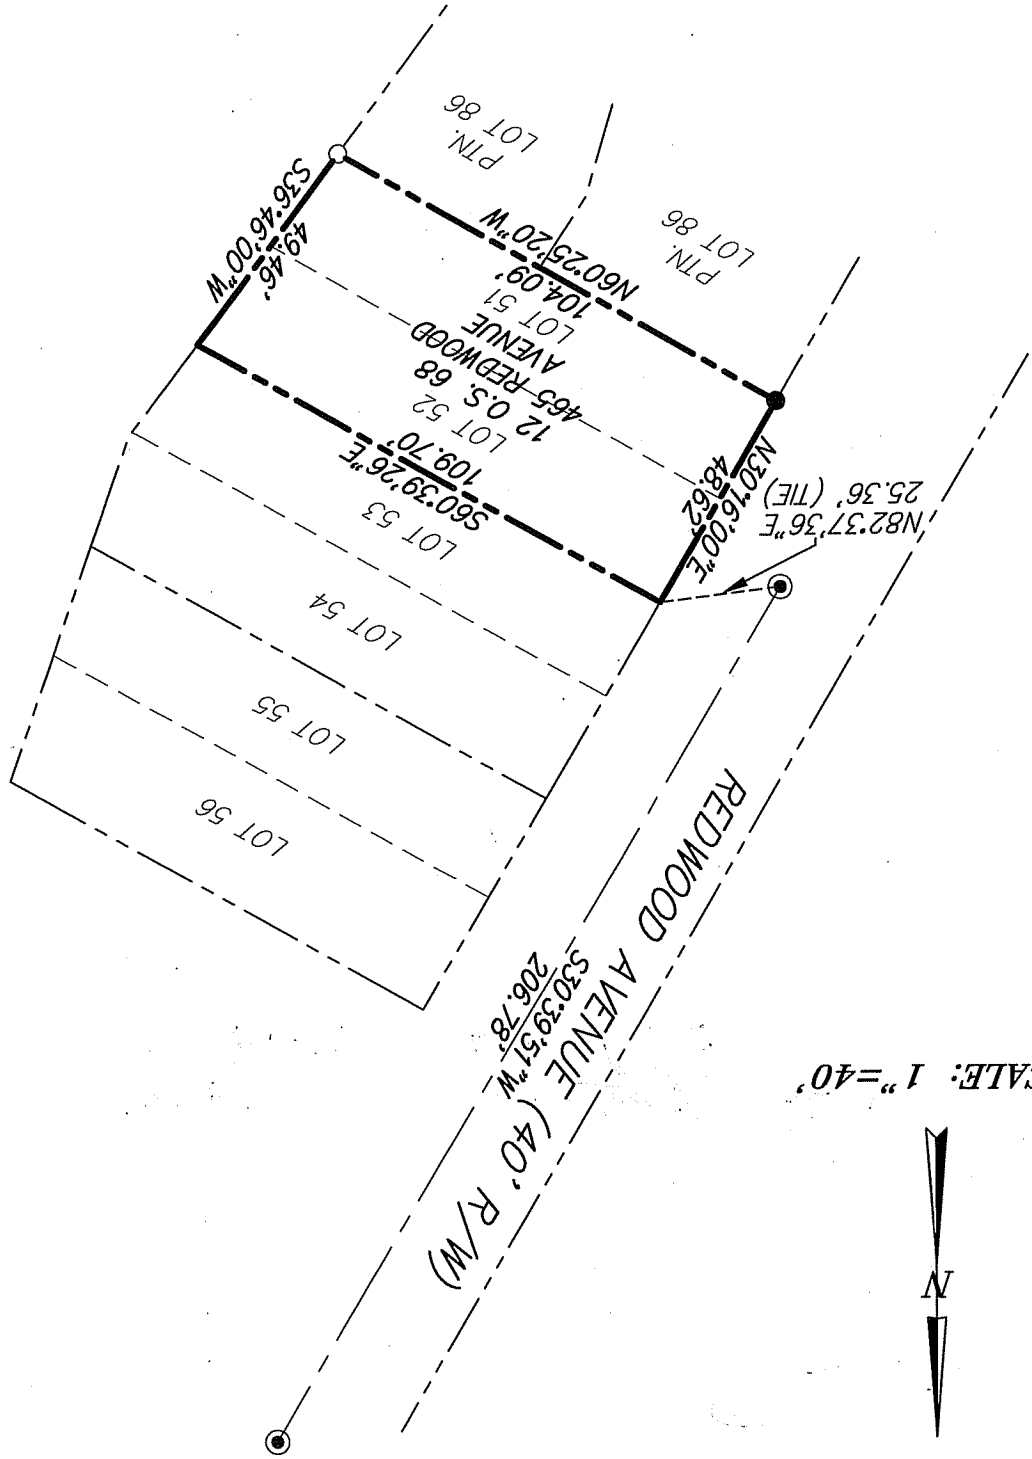 SCALE: 1"=40'
N
REDWOOD AVENUE (40' R/W)
S30°39'51"W
206.78'
N82°37'36"E
25.36' (TIE)
N30°16'00"E
48.62'
LOT 56
LOT 55
LOT 54
LOT 53
S60°39'26"E
109.70'
LOT 52
12 O.S. 68
465 REDWOOD
AVENUE
LOT 51
104.09'
N60°25'20"W
49.46'
S36°46'00"W
PTN.
LOT 86
PTN.
LOT 86